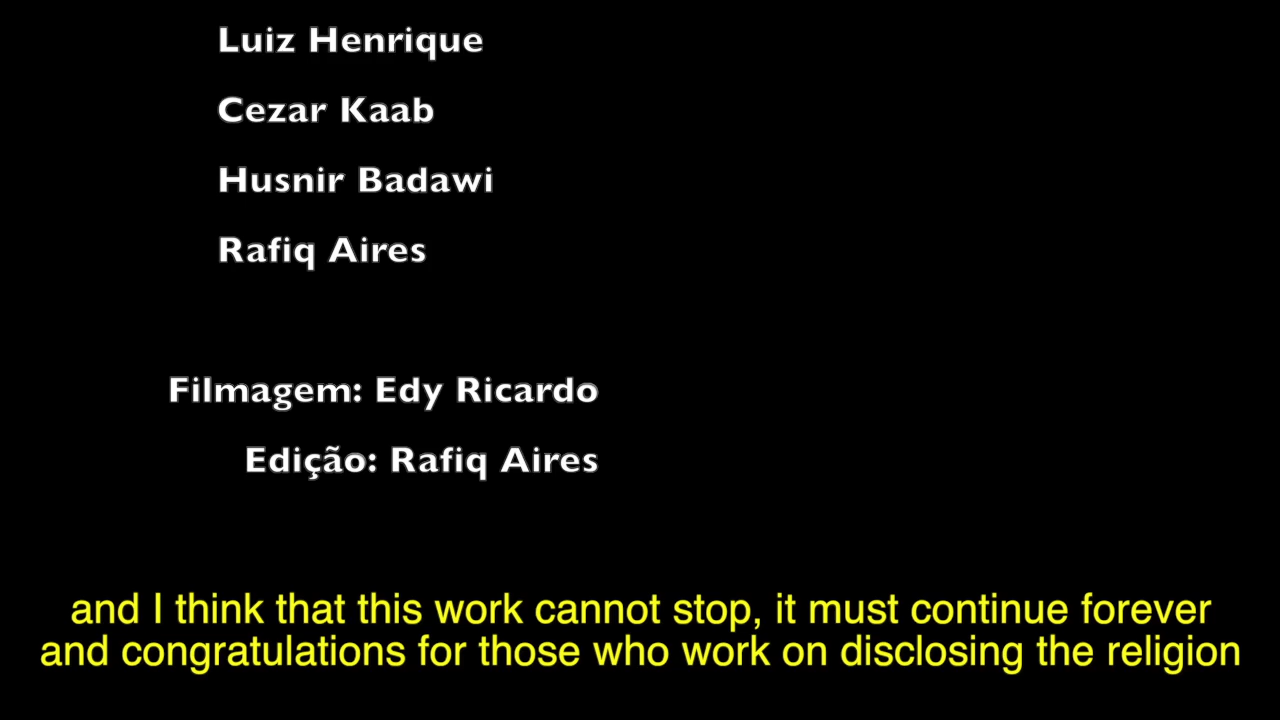 Luiz Henrique
Cezar Kaab
Husnir Badawi
Rafiq Aires
Filmagem: Edy Ricardo
Edição: Rafiq Aires
and I think that this work cannot stop, it must continue forever
and congratulations for those who work on disclosing the religion